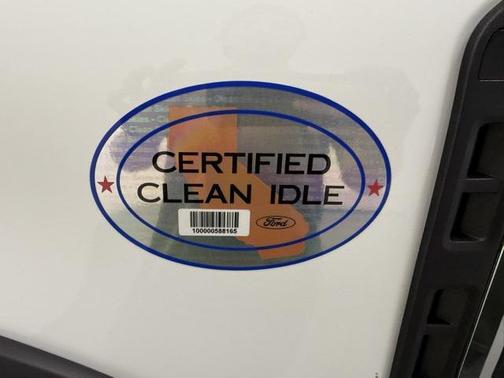 CERTIFIED
CLEAN IDLE
100000588165
Ford